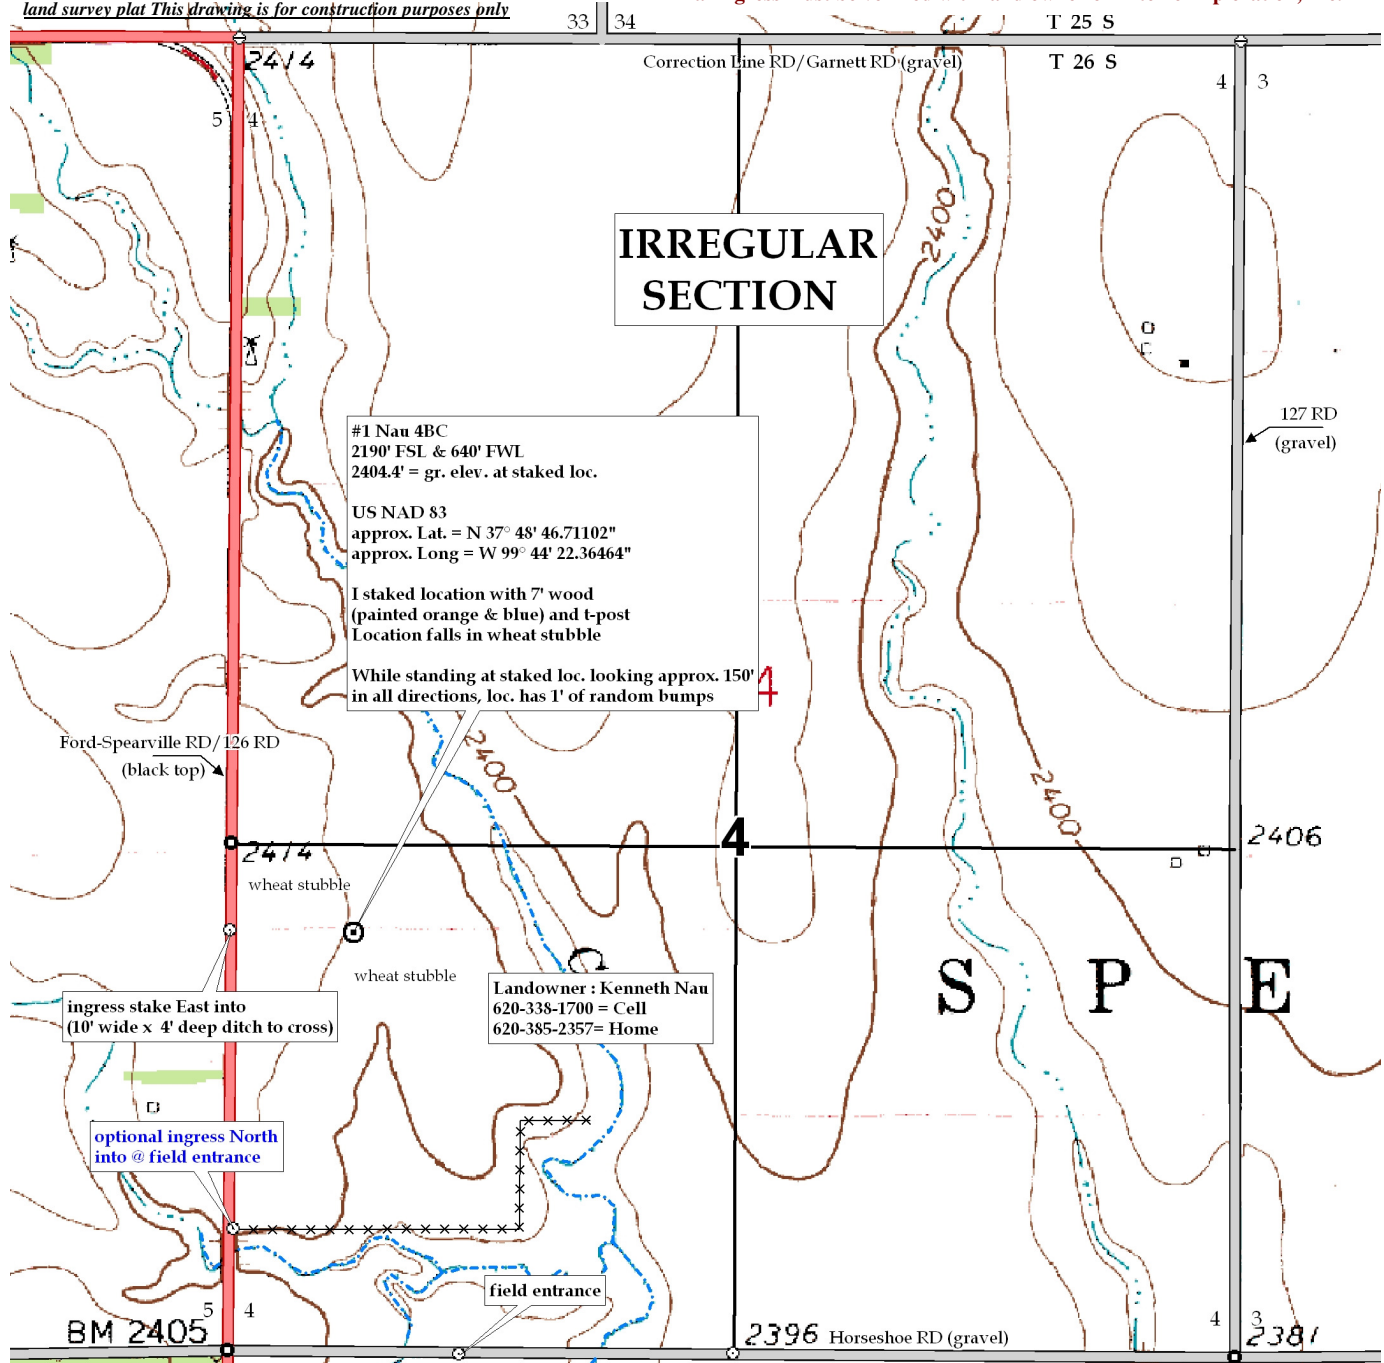 land survey plat This drawing is for construction purposes only
33 34
T 25 S
T 26 S
2414
Correction Line RD/Garnett RD (gravel)
4 3
5 4
2400
IRREGULAR
SECTION
127 RD
(gravel)
#1 Nau 4BC
2190' FSL & 640' FWL
2404.4' = gr. elev. at staked loc.
US NAD 83
approx. Lat. = N 37° 48' 46.71102"
approx. Long = W 99° 44' 22.36464"
I staked location with 7' wood
(painted orange & blue) and t-post
Location falls in wheat stubble
While standing at staked loc. looking approx. 150'
in all directions, loc. has 1' of random bumps
4
Ford-Spearville RD/126 RD
(black top)
2400
2400
2414
4
2406
wheat stubble
wheat stubble
C
S P E
Landowner : Kenneth Nau
620-338-1700 = Cell
620-385-2357= Home
ingress stake East into
(10' wide x 4' deep ditch to cross)
optional ingress North
into @ field entrance
field entrance
5 4
4 3
BM 2405
2396
Horseshoe RD (gravel)
2381